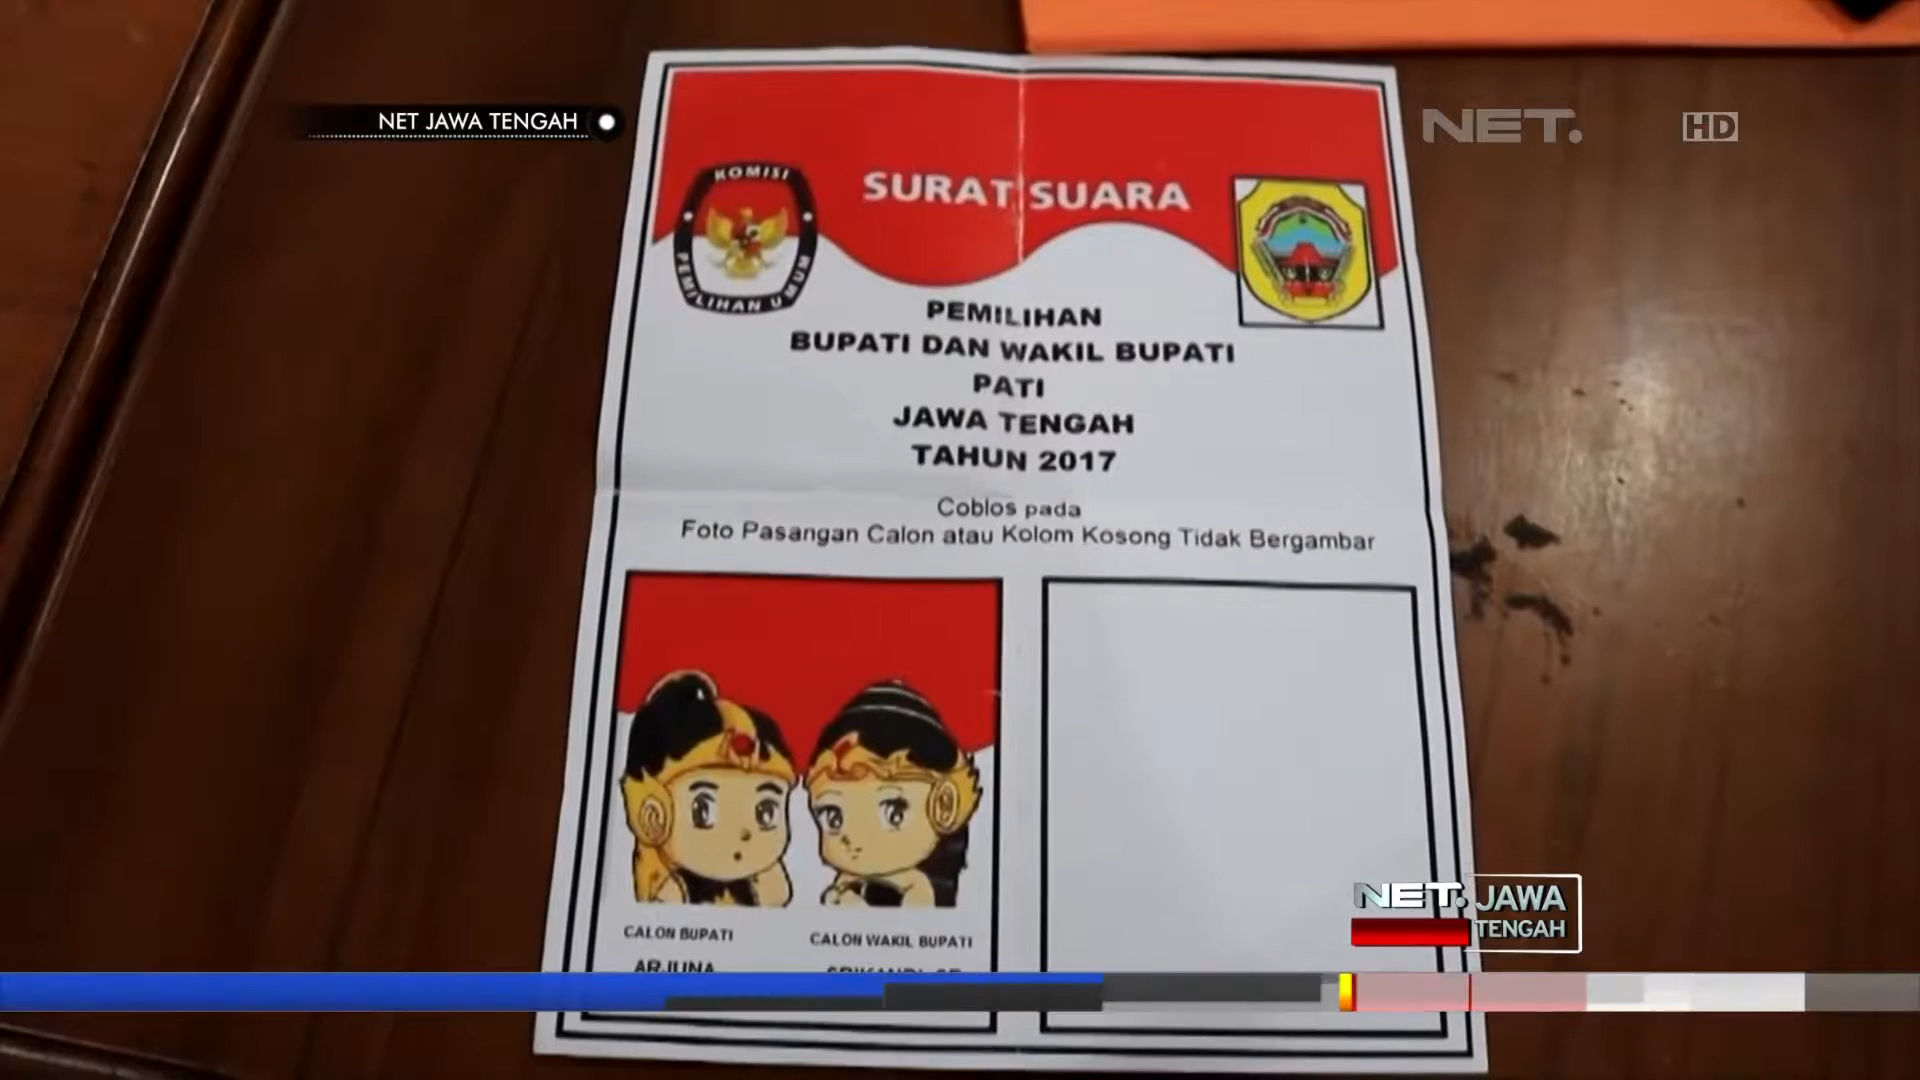 NET JAWA TENGAH
NET.
HD
KOMISI
PEMILIHAN UMUM
SURAT SUARA
PEMILIHAN
BUPATI DAN WAKIL BUPATI
PATI
JAWA TENGAH
TAHUN 2017
Coblos pada
Foto Pasangan Calon atau Kolom Kosong Tidak Bergambar
CALON BUPATI
CALON WAKIL BUPATI
ARJUNA
NET. JAWA
TENGAH